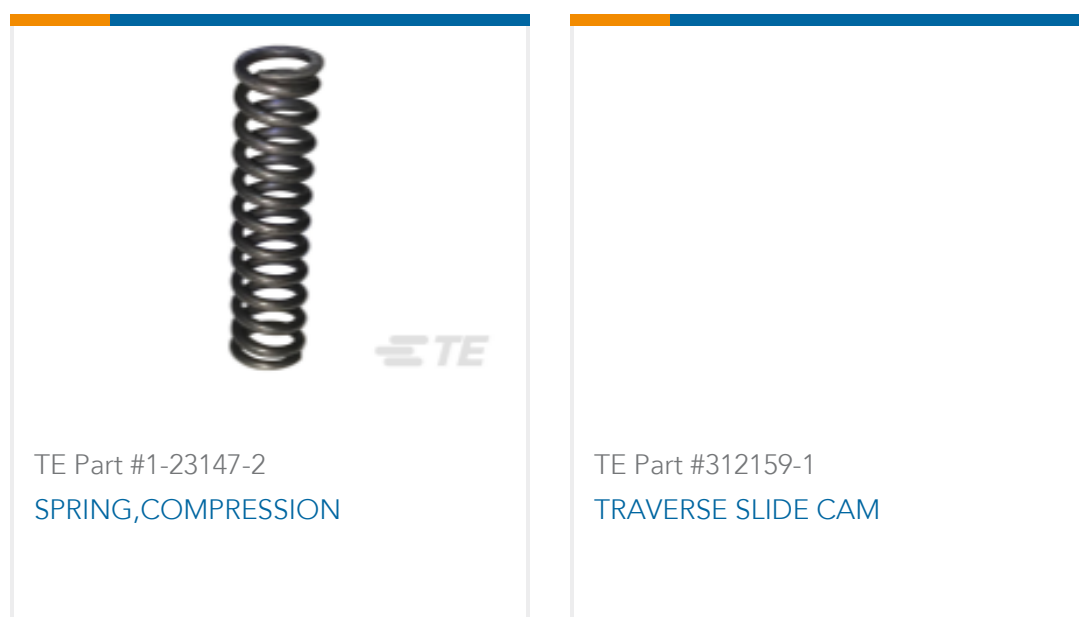 TE
TE Part #1-23147-2
SPRING,COMPRESSION
TE Part #312159-1
TRAVERSE SLIDE CAM